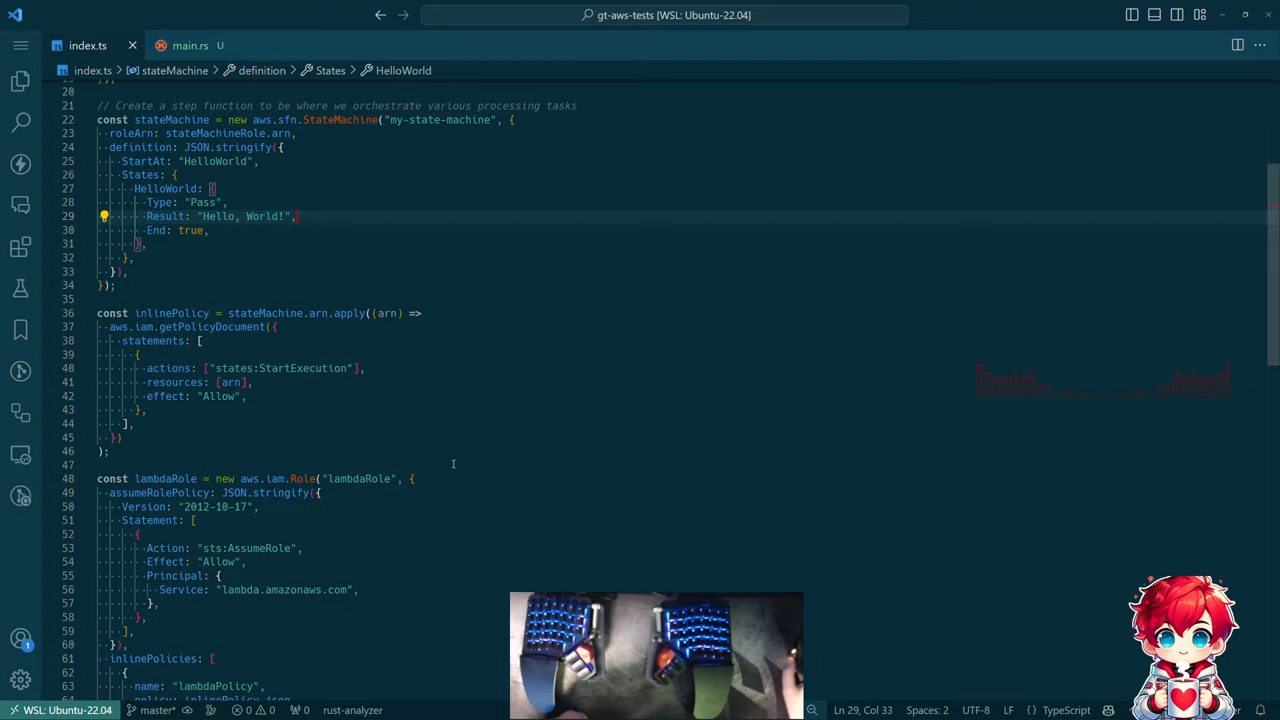 gt-aws-tests [WSL: Ubuntu-22.04]
index.ts
main.rs U
index.ts > stateMachine > definition > States > HelloWorld
20
21 // Create a step function to be where we orchestrate various processing tasks
22 const stateMachine = new aws.sfn.StateMachine("my-state-machine", {
23 roleArn: stateMachineRole.arn,
24 definition: JSON.stringify({
25 StartAt: "HelloWorld",
26 States: {
27 HelloWorld: {
28 Type: "Pass",
29 Result: "Hello, World!",
30 End: true,
31 },
32 },
33 }),
34 });
35
36 const inlinePolicy = stateMachine.arn.apply((arn) =>
37 aws.iam.getPolicyDocument({
38 statements: [
39 {
40 actions: ["states:StartExecution"],
41 resources: [arn],
42 effect: "Allow",
43 },
44 ],
45 })
46 );
47
48 const lambdaRole = new aws.iam.Role("lambdaRole", {
49 assumeRolePolicy: JSON.stringify({
50 Version: "2012-10-17",
51 Statement: [
52 {
53 Action: "sts:AssumeRole",
54 Effect: "Allow",
55 Principal: {
56 Service: "lambda.amazonaws.com",
57 },
58 },
59 ],
60 }),
61 inlinePolicies: [
62 {
63 name: "lambdaPolicy",
1
WSL: Ubuntu-22.04 master* 0 0 0 rust-analyzer Ln 29, Col 33 Spaces: 2 UTF-8 LF {} TypeScript